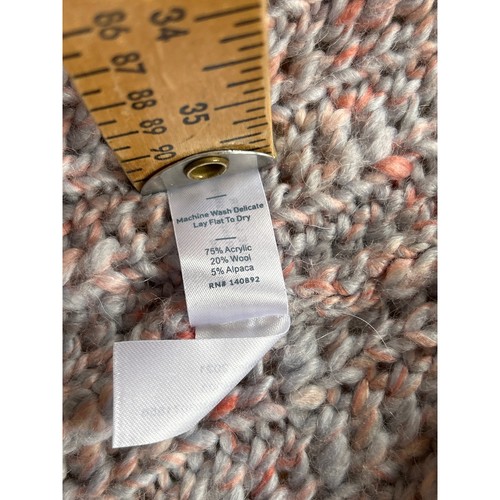 34
35
86
87
88
89
90
Machine Wash Delicate
Lay Flat To Dry
75% Acrylic
20% Wool
5% Alpaca
RN# 140892
2021